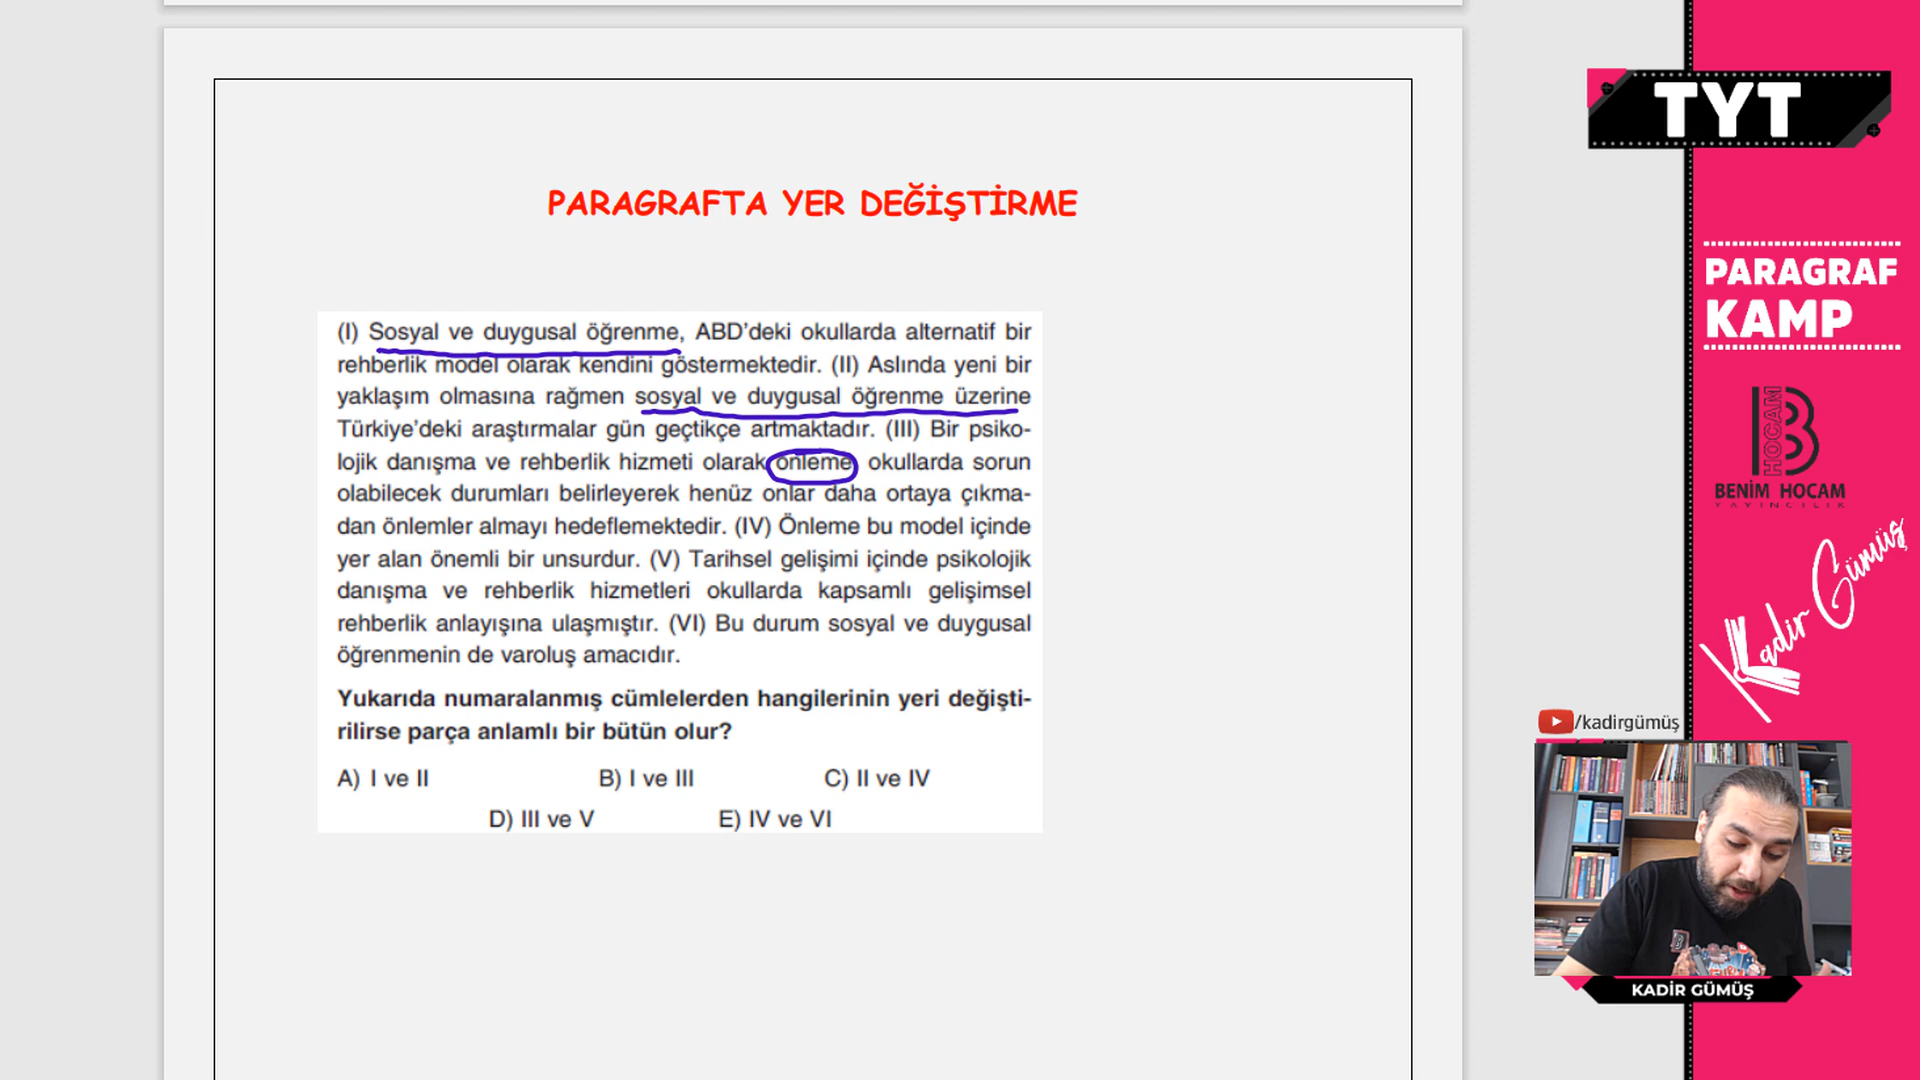 PARAGRAFTA YER DEĞİŞTİRME
(I) Sosyal ve duygusal öğrenme, ABD’deki okullarda alternatif bir
rehberlik model olarak kendini göstermektedir. (II) Aslında yeni bir
yaklaşım olmasına rağmen sosyal ve duygusal öğrenme üzerine
Türkiye’deki araştırmalar gün geçtikçe artmaktadır. (III) Bir psiko-
lojik danışma ve rehberlik hizmeti olarak önleme, okullarda sorun
olabilecek durumları belirleyerek henüz onlar daha ortaya çıkma-
dan önlemler almayı hedeflemektedir. (IV) Önleme bu model içinde
yer alan önemli bir unsurdur. (V) Tarihsel gelişimi içinde psikolojik
danışma ve rehberlik hizmetleri okullarda kapsamlı gelişimsel
rehberlik anlayışına ulaşmıştır. (VI) Bu durum sosyal ve duygusal
öğrenmenin de varoluş amacıdır.
Yukarıda numaralanmış cümlelerden hangilerinin yeri değişti-
rilirse parça anlamlı bir bütün olur?
A) I ve II B) I ve III C) II ve IV
D) III ve V E) IV ve VI
TYT
PARAGRAF
KAMP
B
HOCAM
BENİM HOCAM
YAYINCILIK
Kadir Gümüş
/kadirgümüş
KADİR GÜMÜŞ